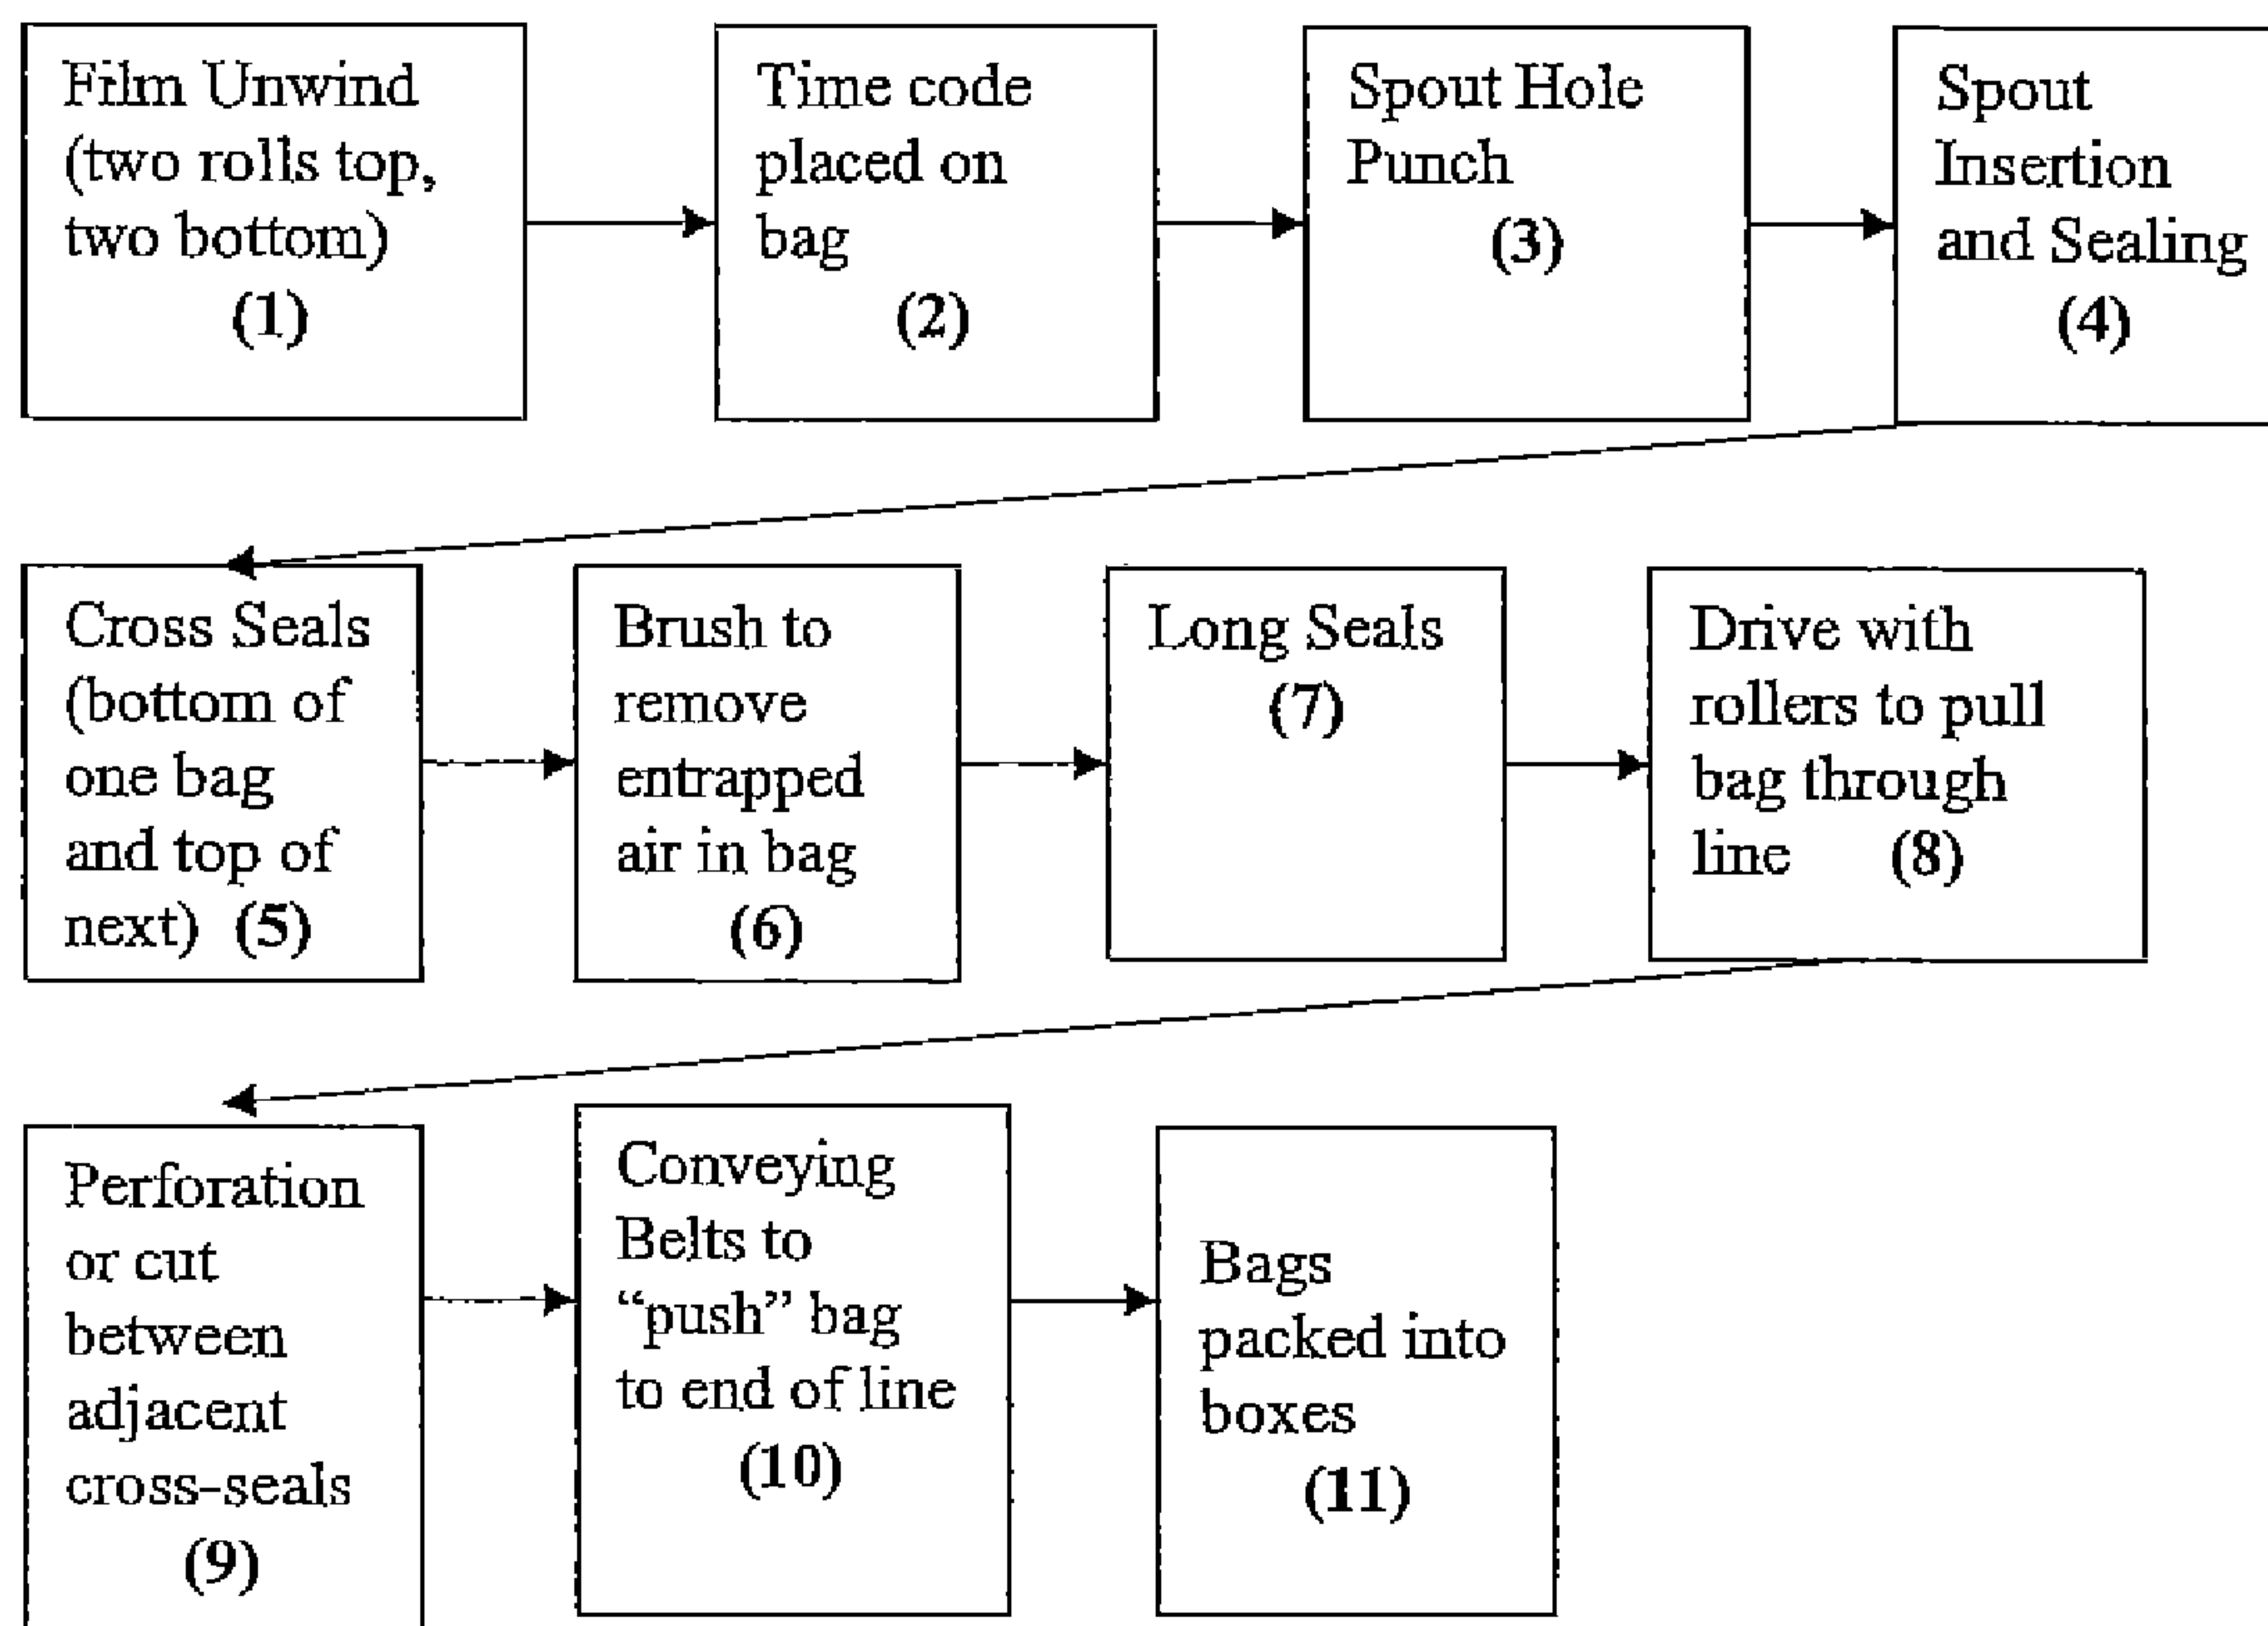 Film Unwind
(two rolls top,
two bottom)
(1)
Time code
placed on
bag
(2)
Spout Hole
Punch
(3)
Spout
Insertion
and Sealing
(4)
Cross Seals
(bottom of
one bag
and top of
next) (5)
Brush to
remove
entrapped
air in bag
(6)
Long Seals
(7)
Drive with
rollers to pull
bag through
line (8)
Perforation
or cut
between
adjacent
cross-seals
(9)
Conveying
Belts to
“push” bag
to end of line
(10)
Bags
packed into
boxes
(11)